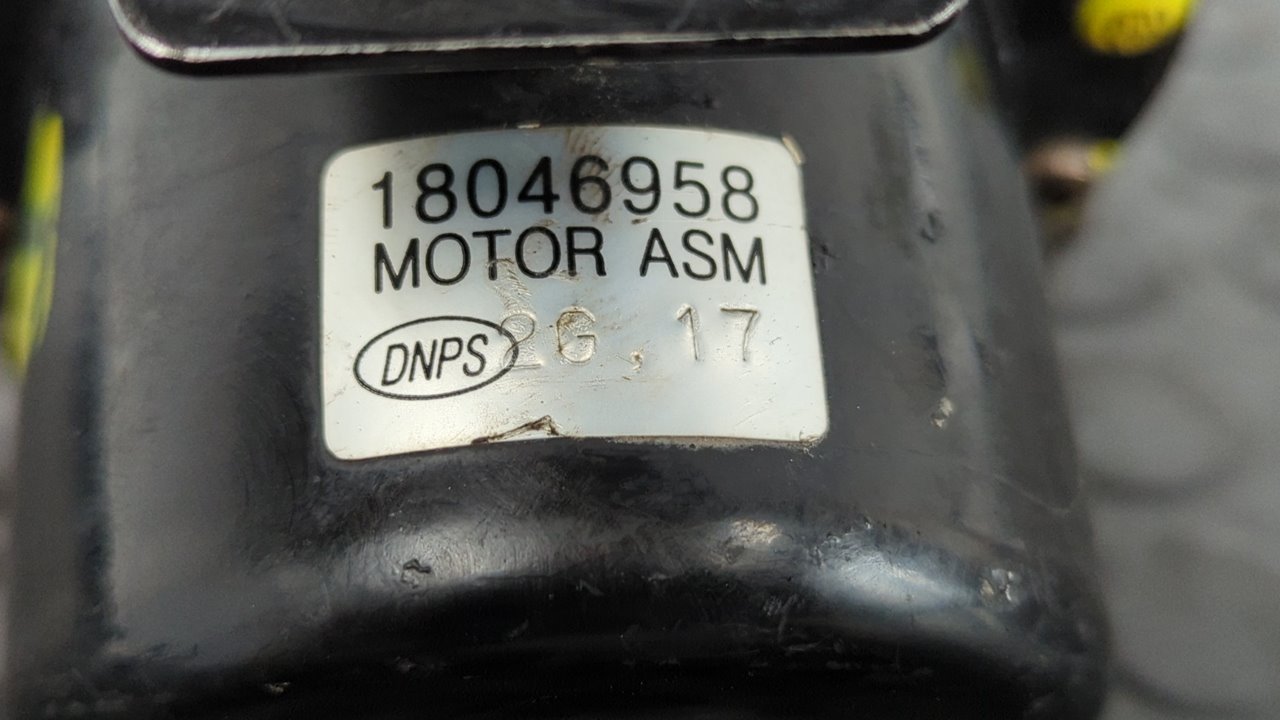 18046958
MOTOR ASM
DNPS 2G, 17